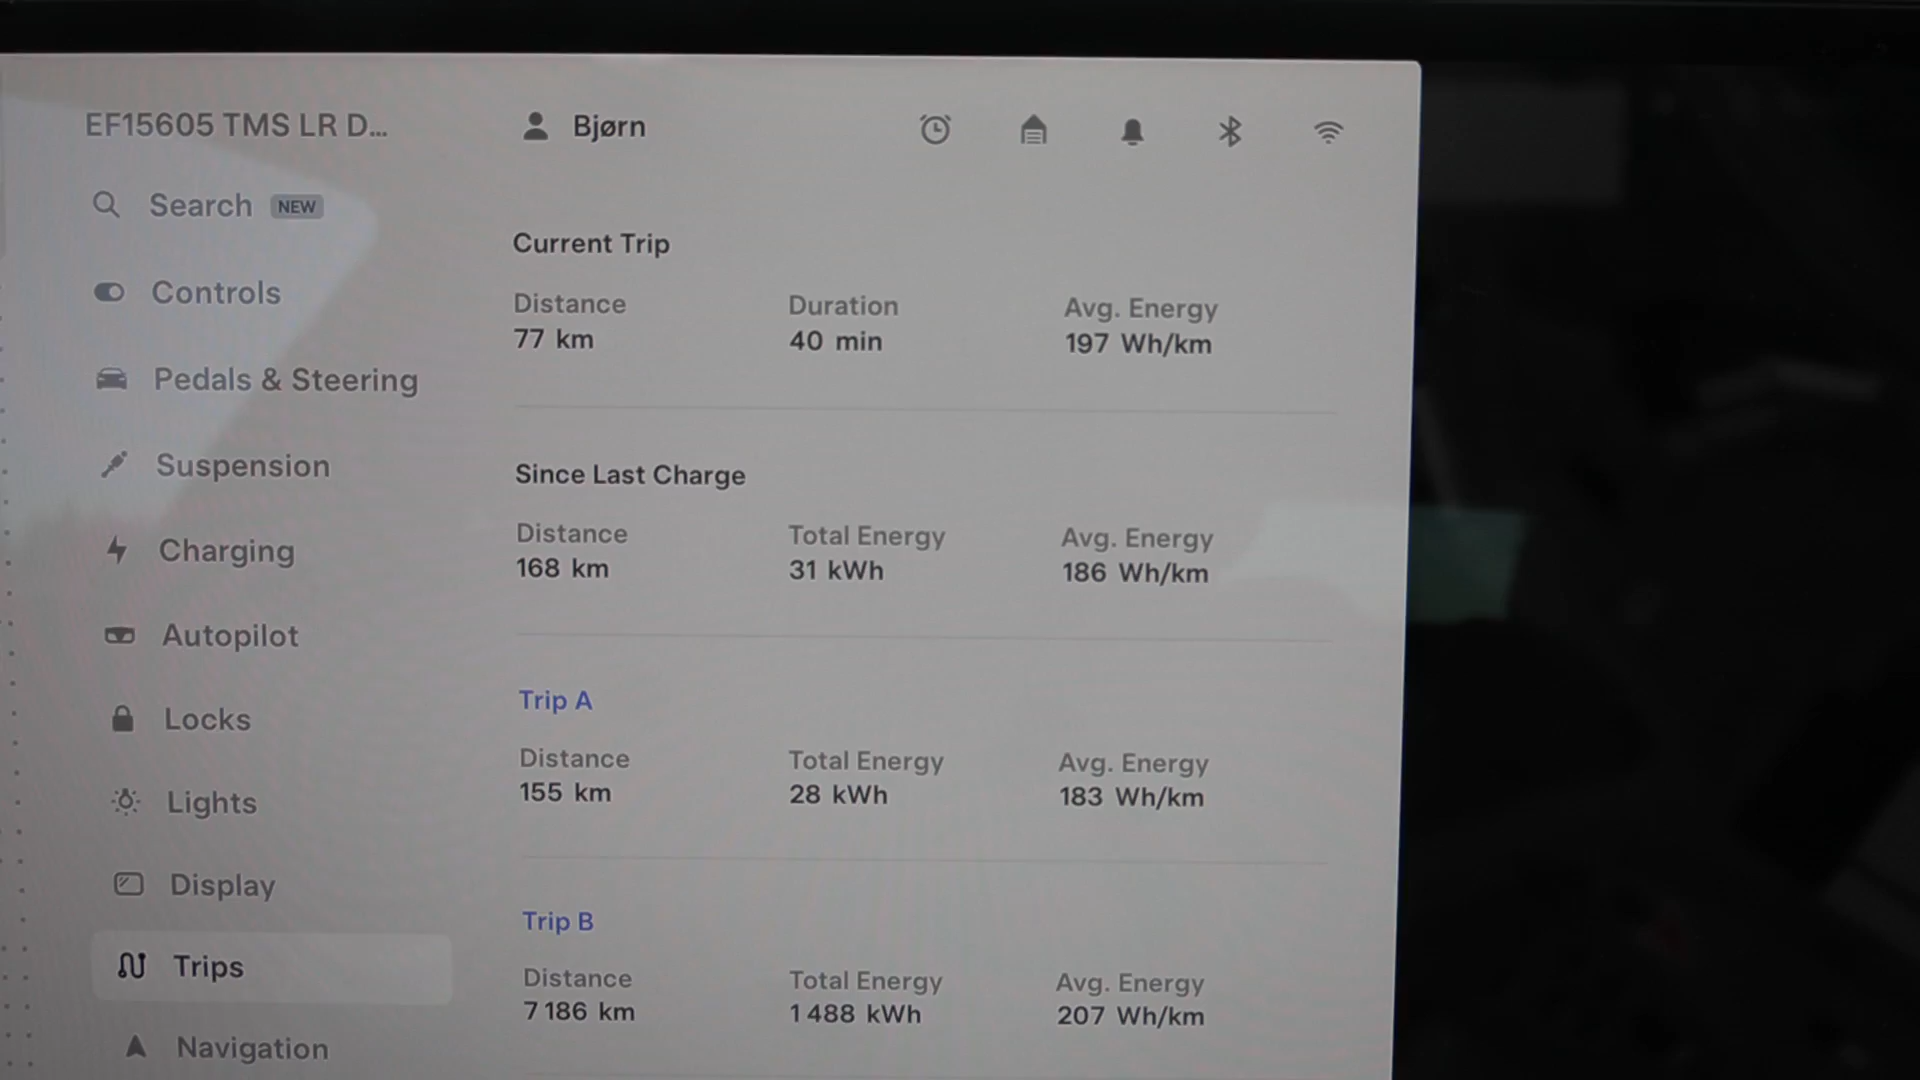 EF15605 TMS LR D...
Bjørn
Search NEW
Controls
Pedals & Steering
Suspension
Charging
Autopilot
Locks
Lights
Display
Trips
Navigation
Current Trip
Distance Duration Avg. Energy
77 km 40 min 197 Wh/km
Since Last Charge
Distance Total Energy Avg. Energy
168 km 31 kWh 186 Wh/km
Trip A
Distance Total Energy Avg. Energy
155 km 28 kWh 183 Wh/km
Trip B
Distance Total Energy Avg. Energy
7 186 km 1 488 kWh 207 Wh/km